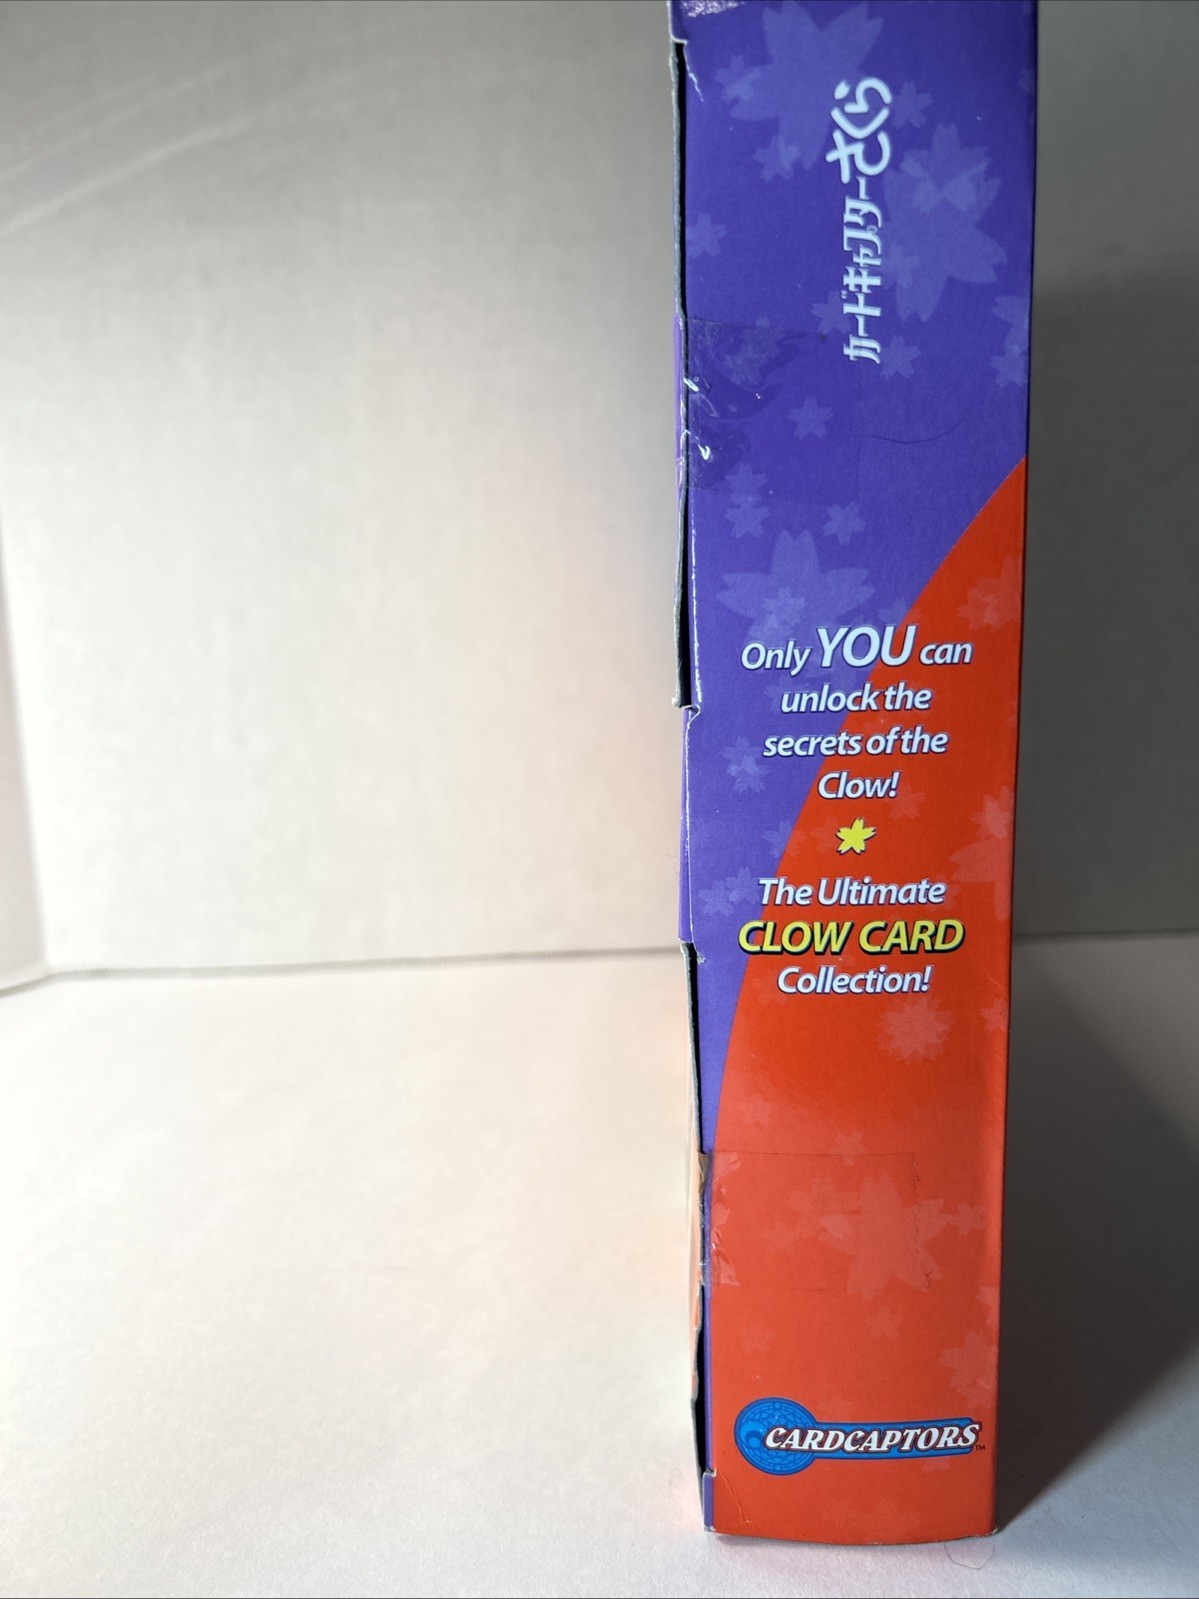 カードキャプターさくら
Only YOU can
unlock the
secrets of the
Clow!
The Ultimate
CLOW CARD
Collection!
CARDCAPTORS™